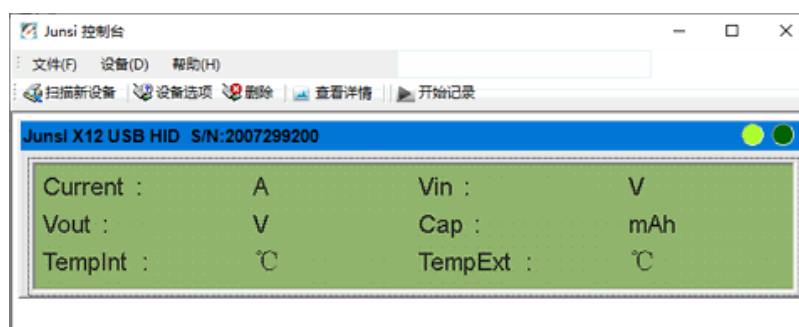 Junsi 控制台
文件(F) 设备(D) 帮助(H)
扫描新设备 设备选项 删除 查看详情 开始记录
Junsi X12 USB HID S/N:2007299200
Current : A Vin : V
Vout : V Cap : mAh
TempInt : ℃ TempExt : ℃